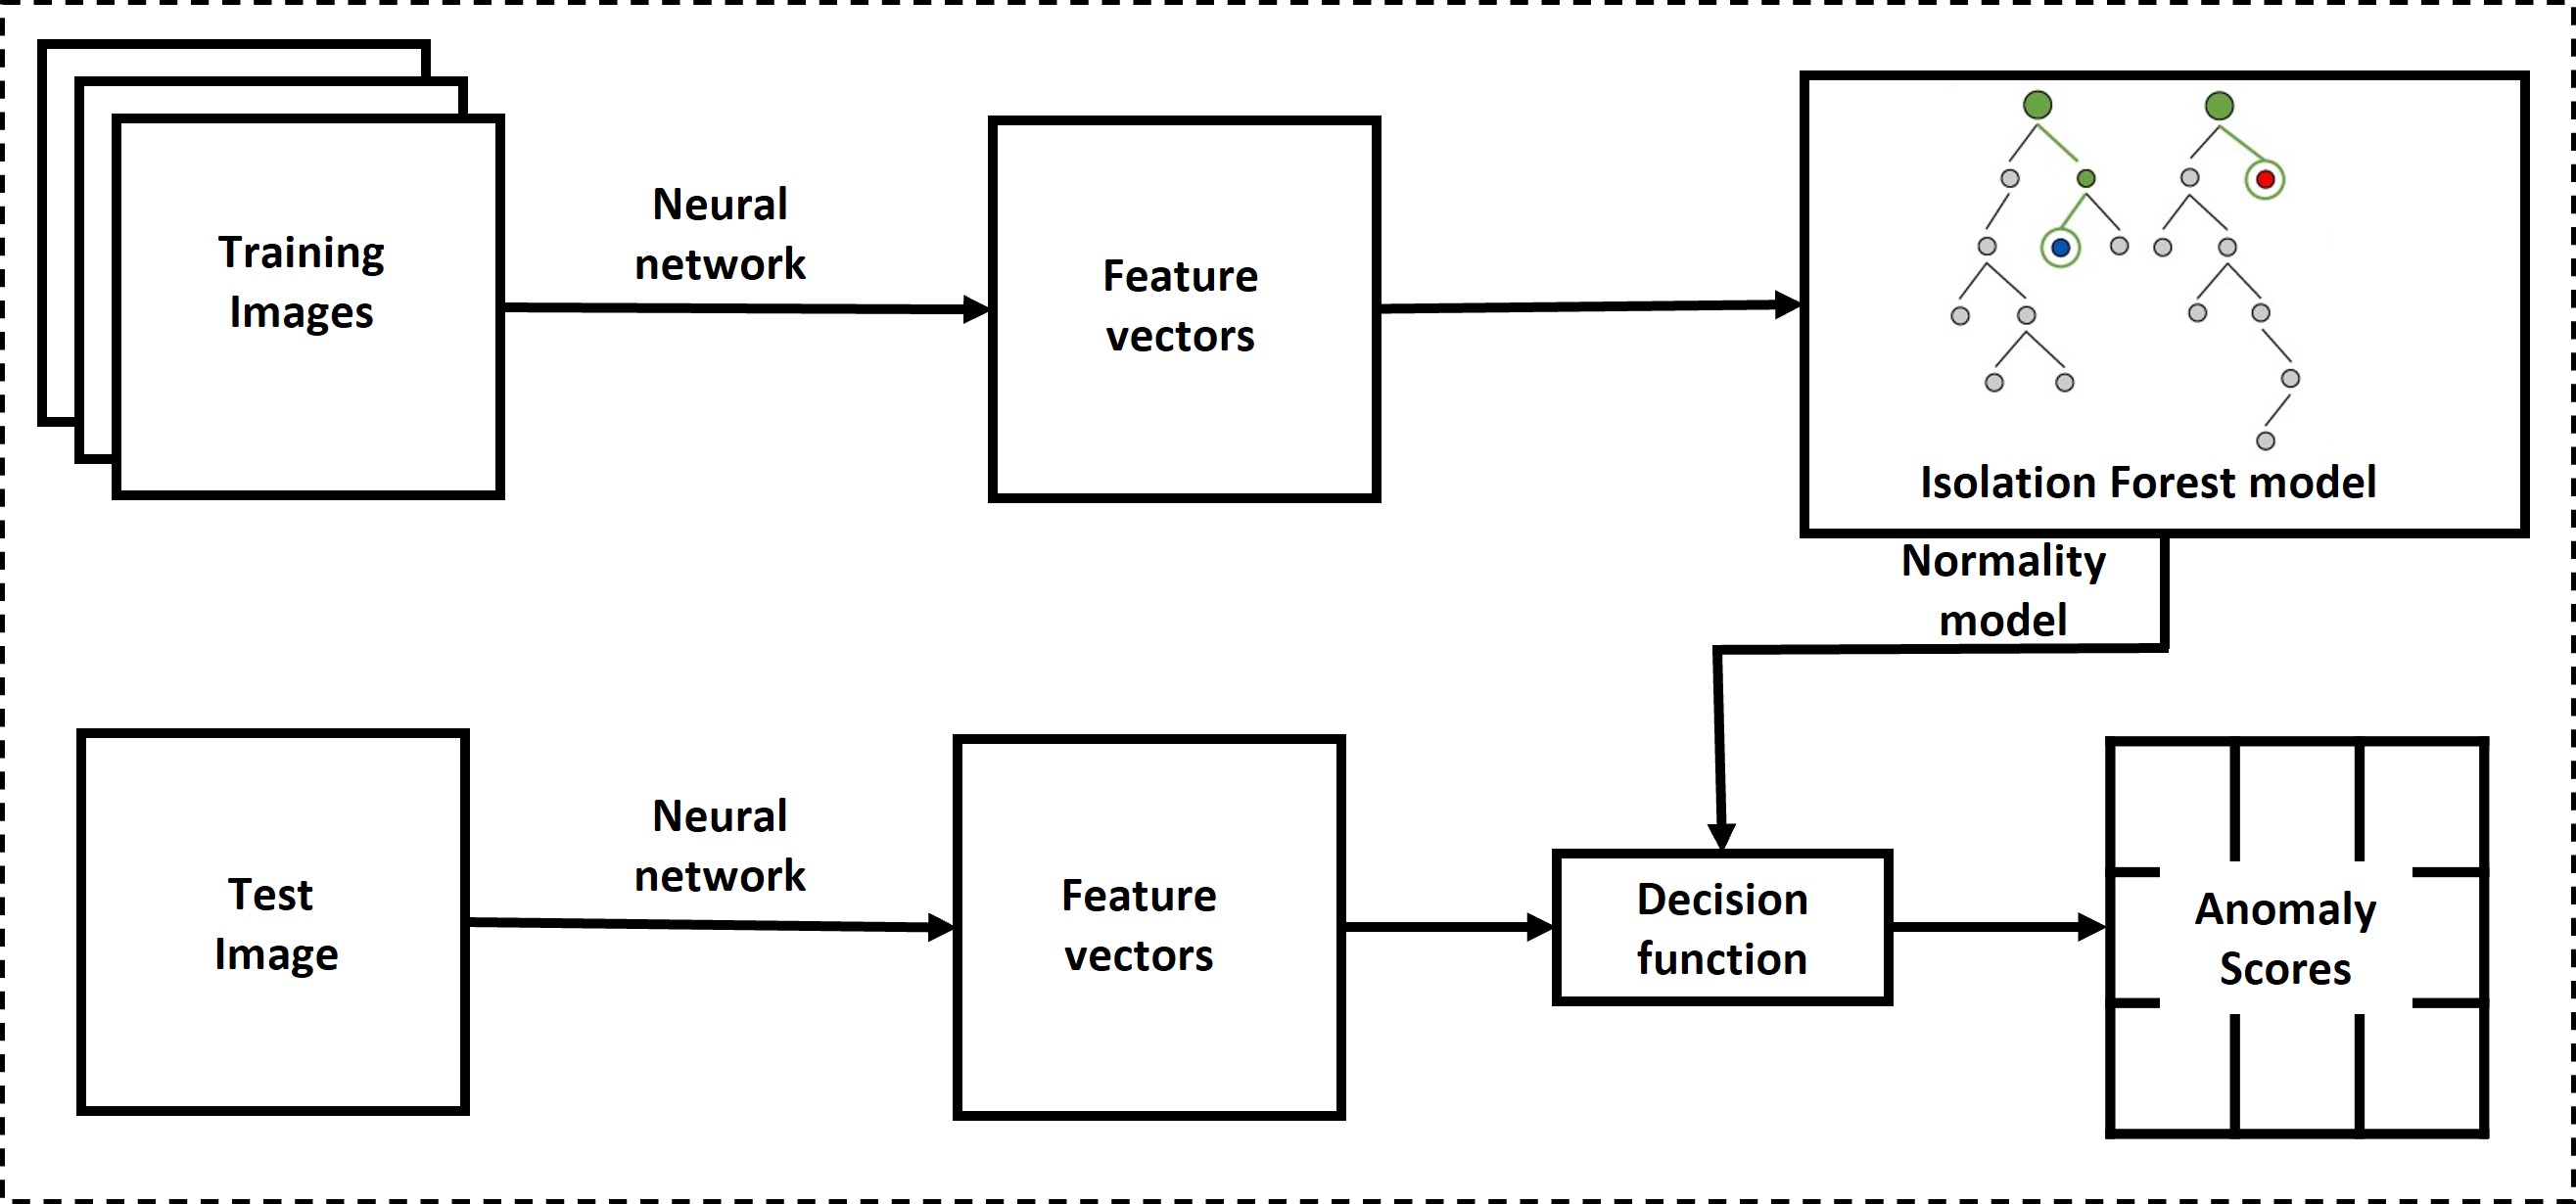 Training
Images
Neural
network
Feature
vectors
Isolation Forest model
Normality
model
Test
Image
Neural
network
Feature
vectors
Decision
function
Anomaly
Scores